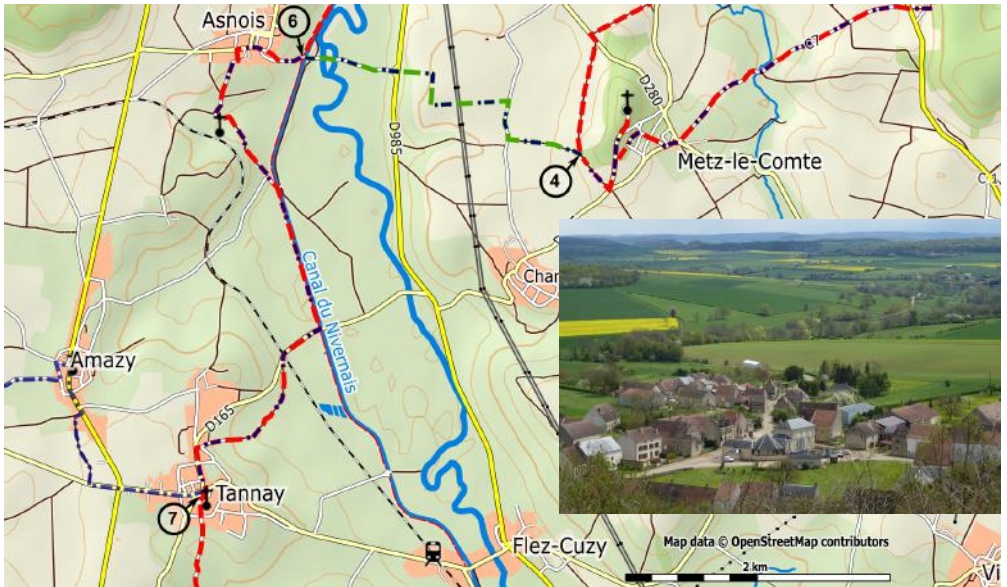 Asnois
6
C7
D280
D985
Metz-le-Comte
4
Canal du Nivernais
Amazy
D165
Tannay
7
Flez-Cuzy
Map data © OpenStreetMap contributors
2 km